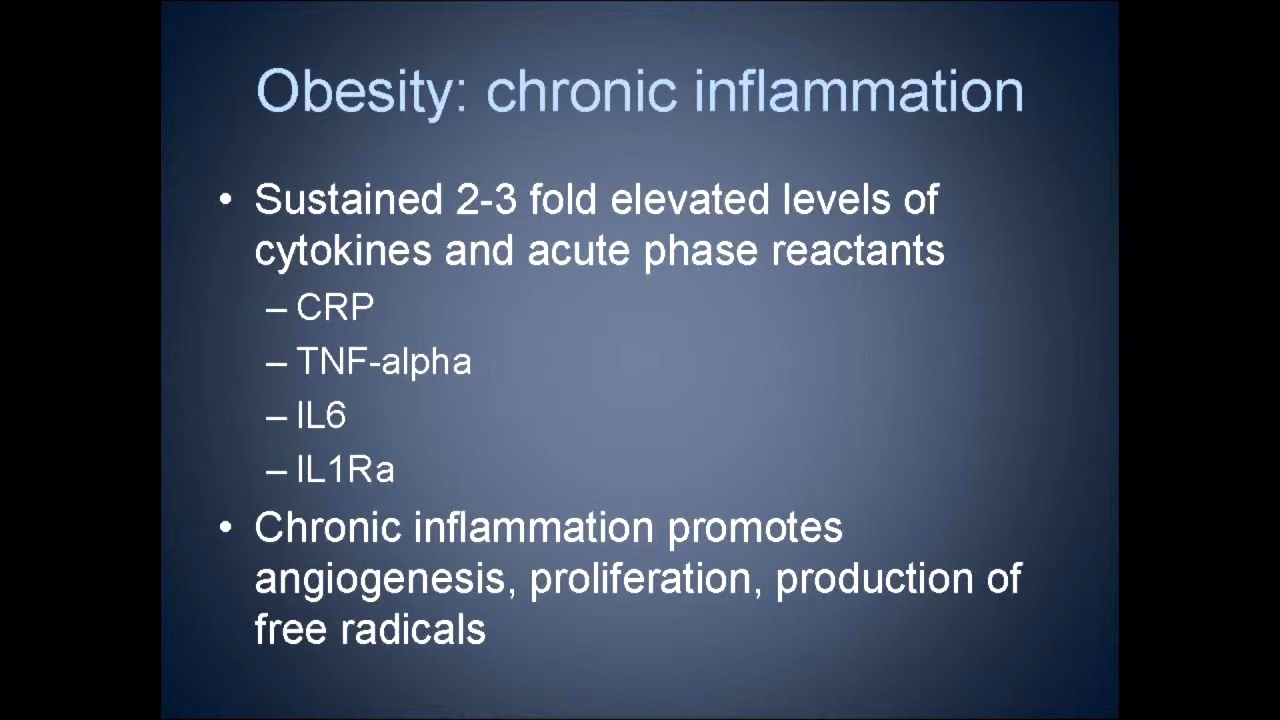 Obesity: chronic inflammation
• Sustained 2-3 fold elevated levels of
cytokines and acute phase reactants
– CRP
– TNF-alpha
– IL6
– IL1Ra
• Chronic inflammation promotes
angiogenesis, proliferation, production of
free radicals